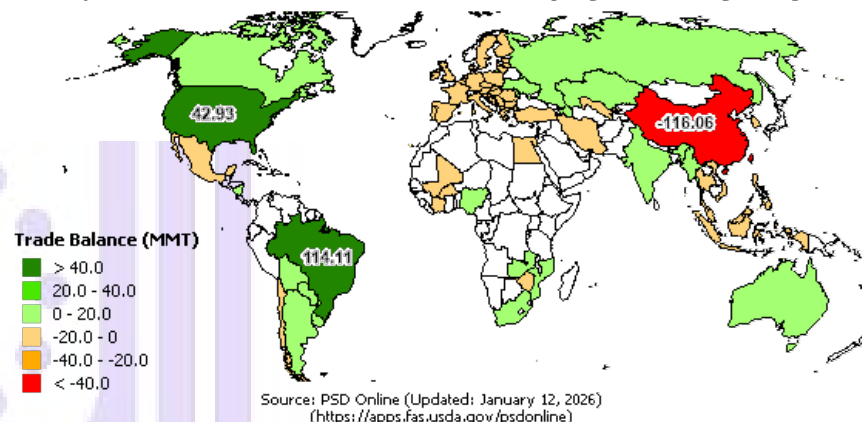 42.93
-116.06
114.11
Trade Balance (MMT)
> 40.0
20.0 - 40.0
0 - 20.0
-20.0 - 0
-40.0 - -20.0
< -40.0
Source: PSD Online (Updated: January 12, 2026)
(https://apps.fas.usda.gov/psdonline)